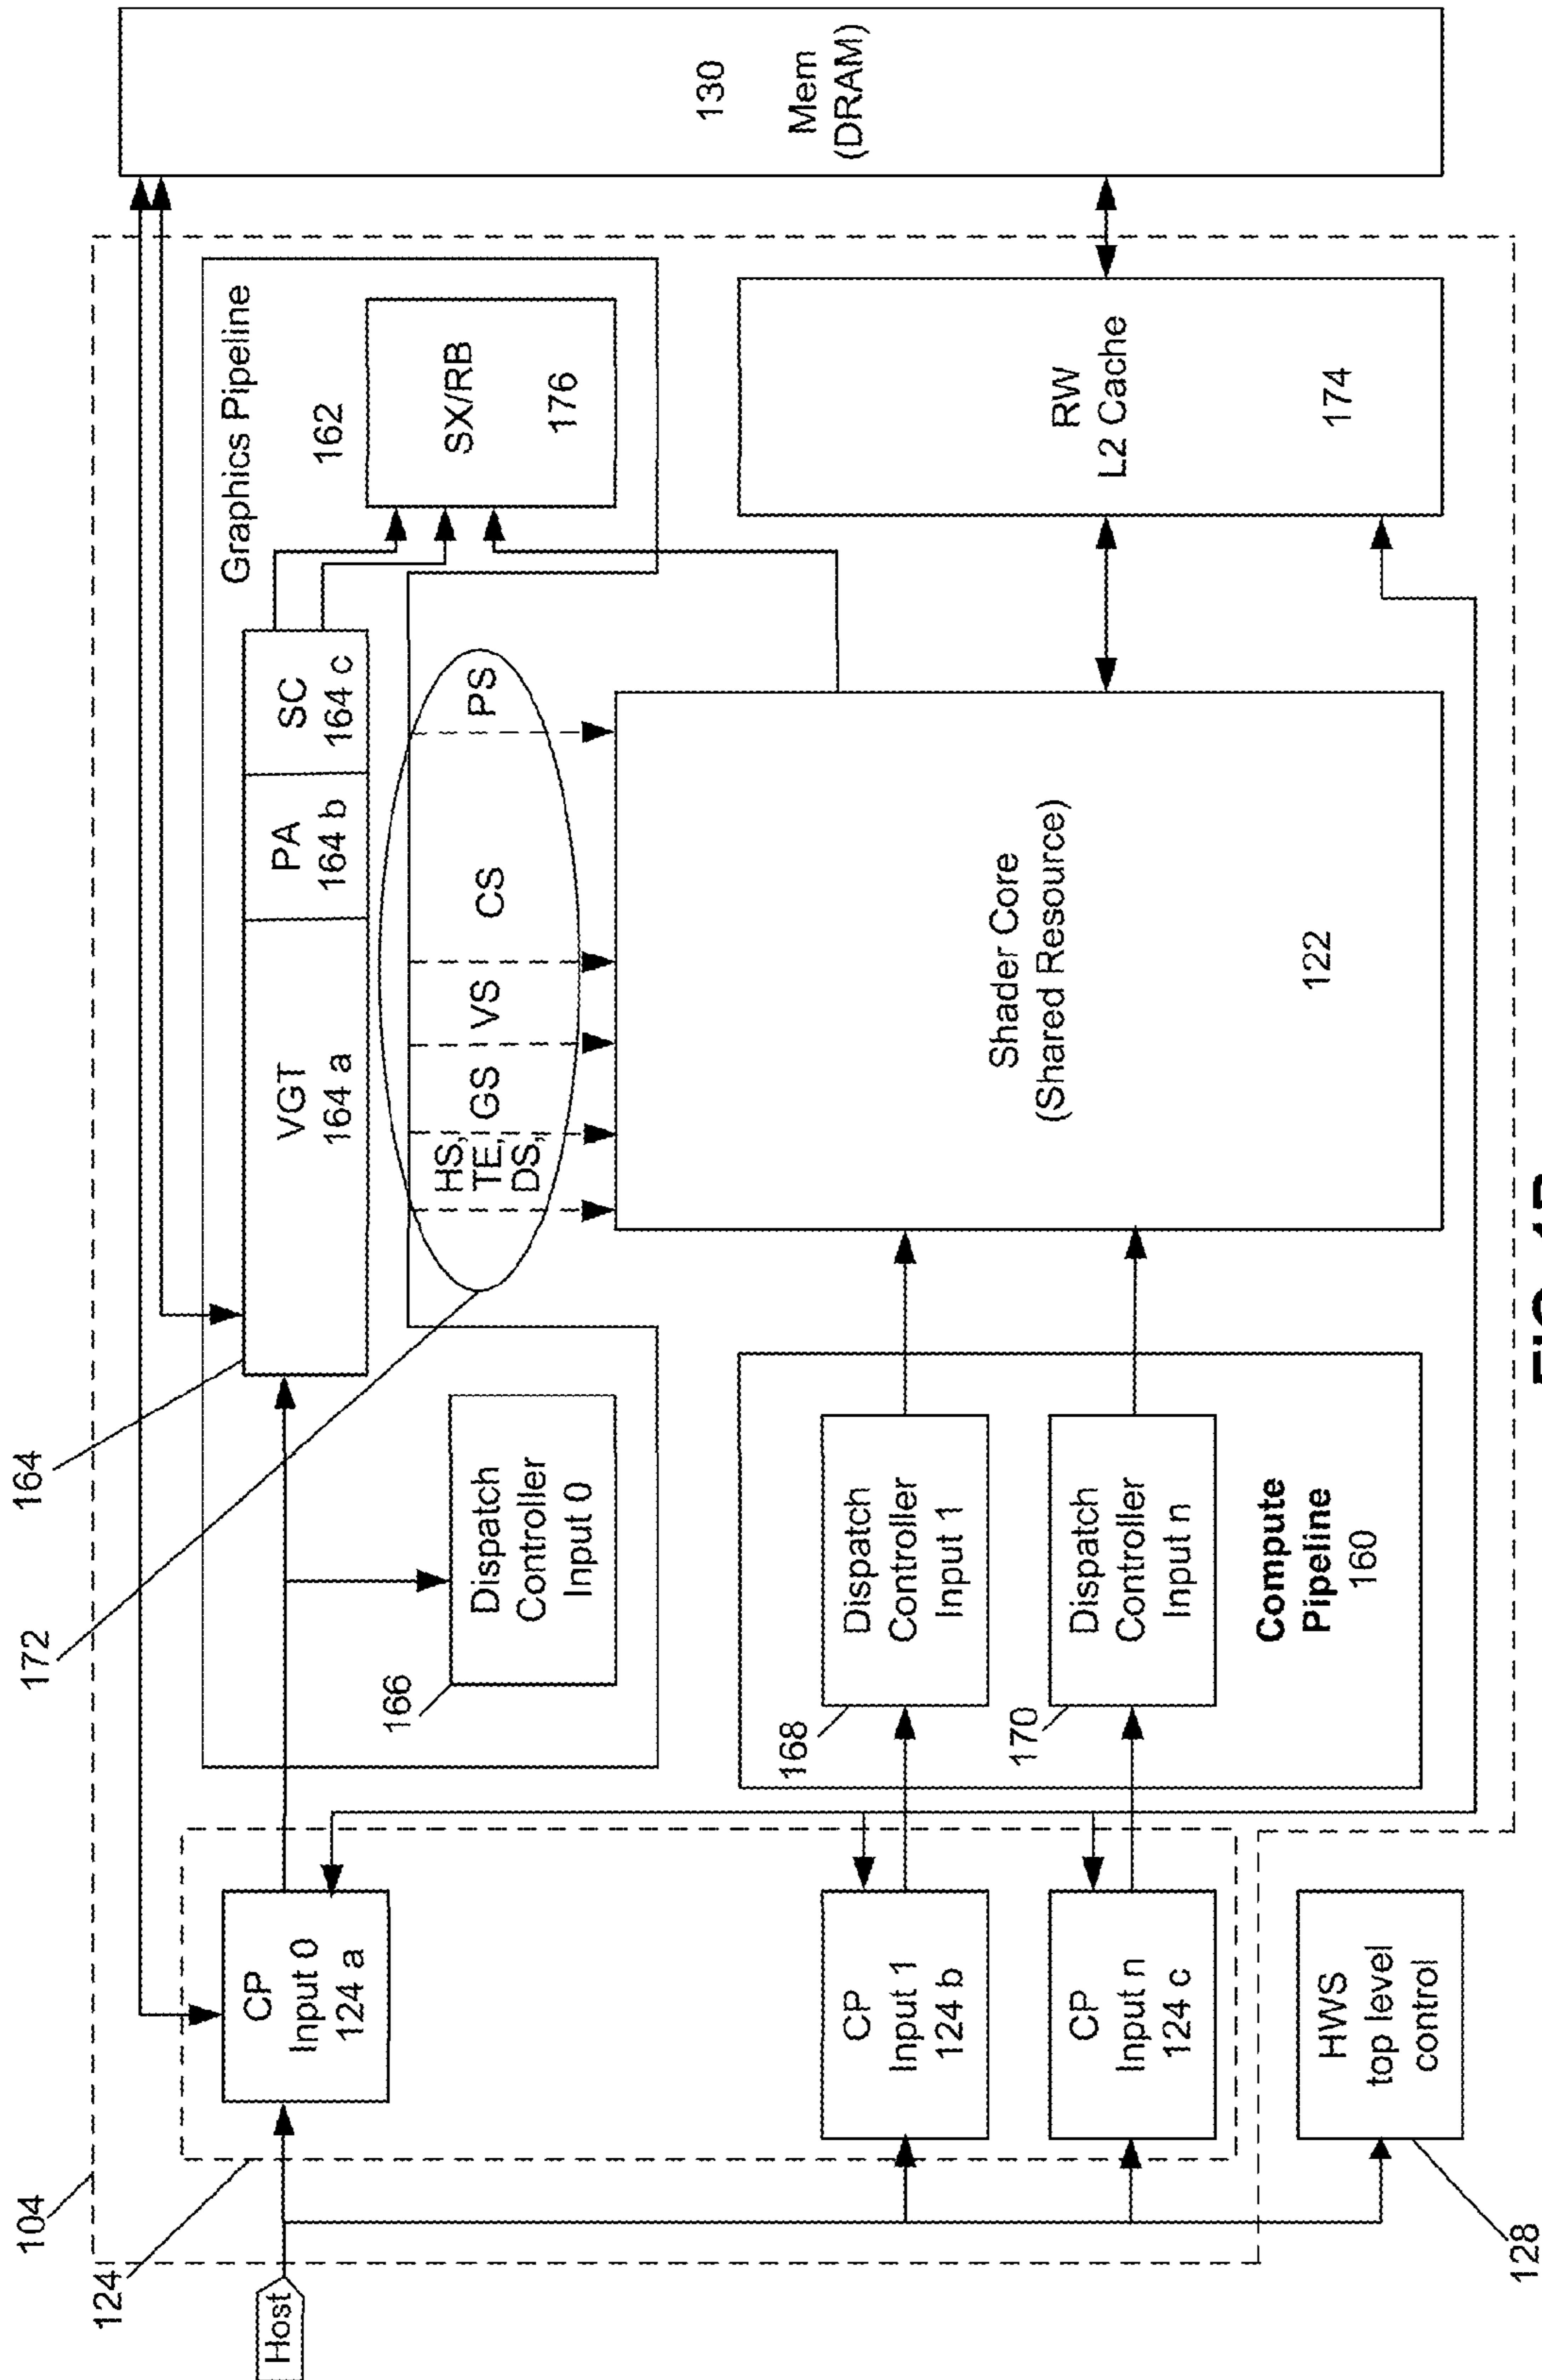 104
124
Host
172
164
CP
Input 0
124 a
CP
Input 1
124 b
CP
Input n
124 c
HWS
top level
control
128
Graphics Pipeline
162
VGT
164 a
PA
164 b
SC
164 c
166
Dispatch
Controller
Input 0
HS,
TE,
DS,
GS
VS
CS
PS
SX/RB
176
168
Dispatch
Controller
Input 1
170
Dispatch
Controller
Input n
Compute
Pipeline
160
Shader Core
(Shared Resource)
122
RW
L2 Cache
174
130
Mem
(DRAM)